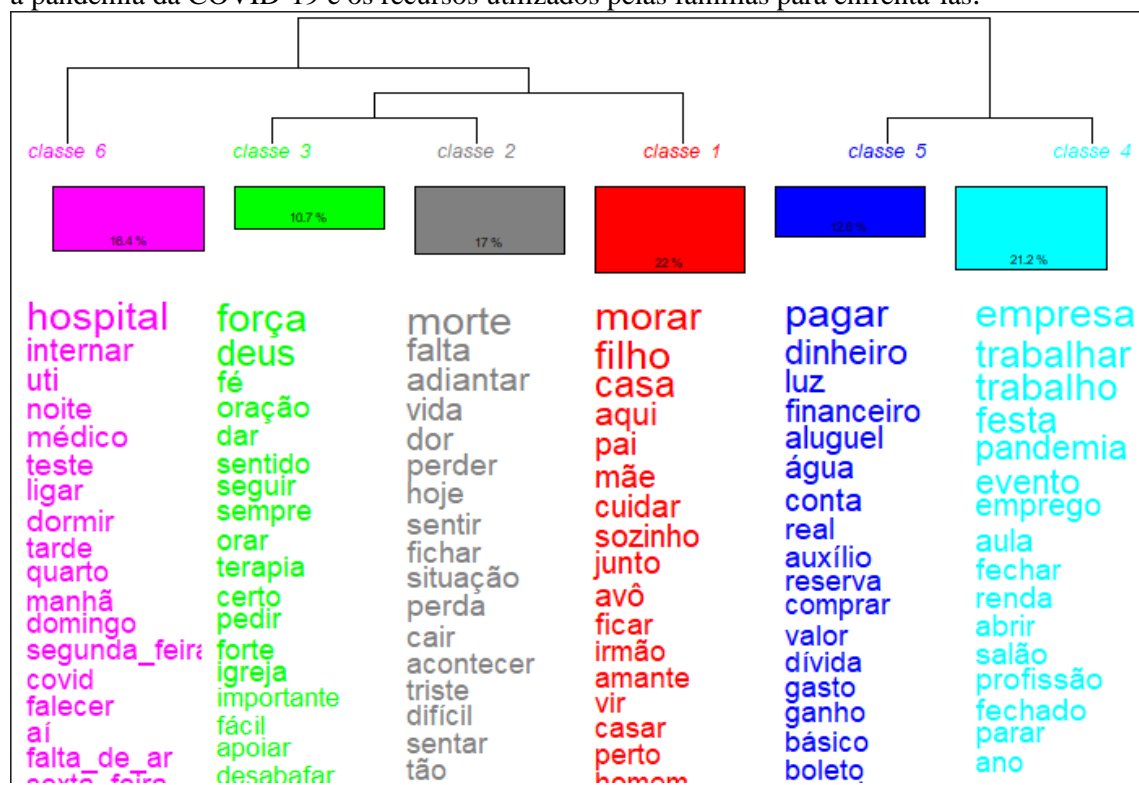 a pandemia da COVID-19 e os recursos utilizados pelas famílias para enfrentá-las.
classe 6 classe 3 classe 2 classe 1 classe 5 classe 4
16.4 % 10.7 % 17 % 22 % 12.6 % 21.2 %
hospital
internar
uti
noite
médico
teste
ligar
dormir
tarde
quarto
manhã
domingo
segunda_feira
covid
falecer
aí
falta_de_ar
sexta_feira
força
deus
fé
oração
dar
sentido
seguir
sempre
orar
terapia
certo
pedir
forte
igreja
importante
fácil
apoiar
desabafar
morte
falta
adiantar
vida
dor
perder
hoje
sentir
fichar
situação
perda
cair
acontecer
triste
difícil
sentar
tão
morar
filho
casa
aqui
pai
mãe
cuidar
sozinho
junto
avô
ficar
irmão
amante
vir
casar
perto
homem
pagar
dinheiro
luz
financeiro
aluguel
água
conta
real
auxílio
reserva
comprar
valor
dívida
gasto
ganho
básico
boleto
empresa
trabalhar
trabalho
festa
pandemia
evento
emprego
aula
fechar
renda
abrir
salão
profissão
fechado
parar
ano